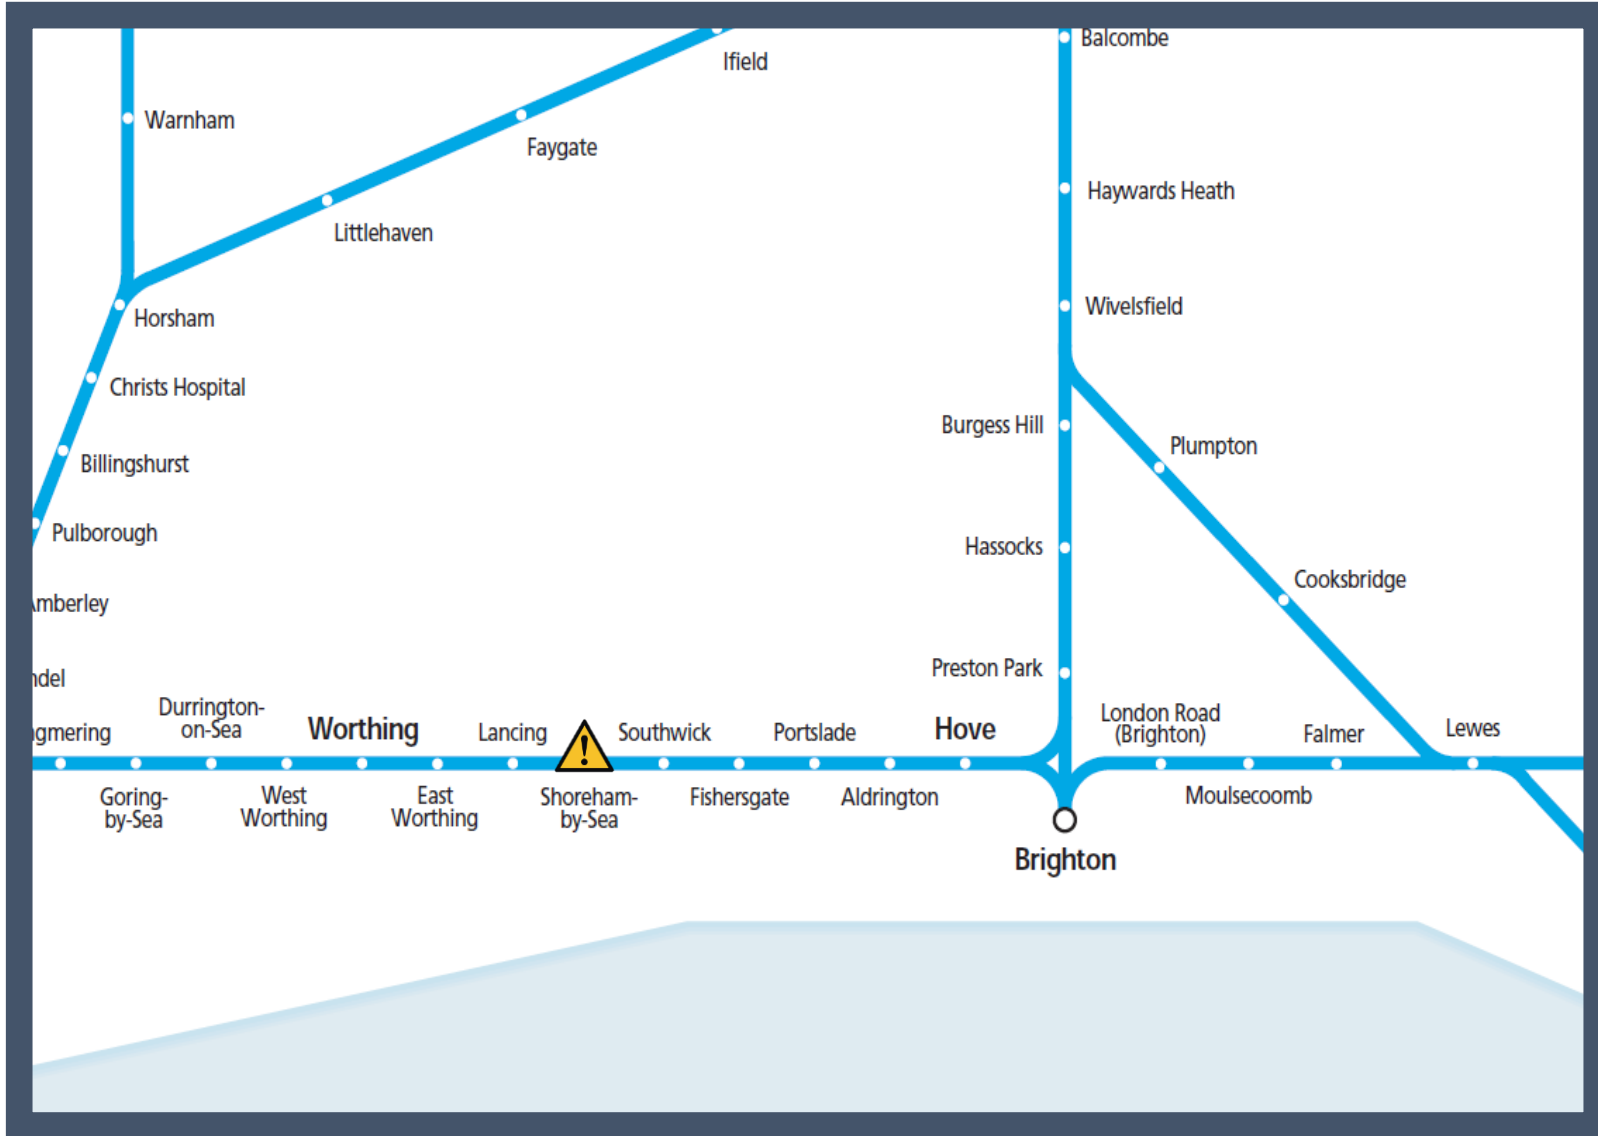 Balcombe
Ifield
Warnham
Faygate
Haywards Heath
Littlehaven
Wivelsfield
Horsham
Christs Hospital
Burgess Hill
Plumpton
Billingshurst
Pulborough
Hassocks
Cooksbridge
mberley
Preston Park
ndel
Durrington-
on-Sea
gmering
Worthing
Lancing
!
Southwick
Portslade
Hove
London Road
(Brighton)
Falmer
Lewes
Goring-
by-Sea
West
Worthing
East
Worthing
Shoreham-
by-Sea
Fishersgate
Aldrington
Moulsecoomb
Brighton